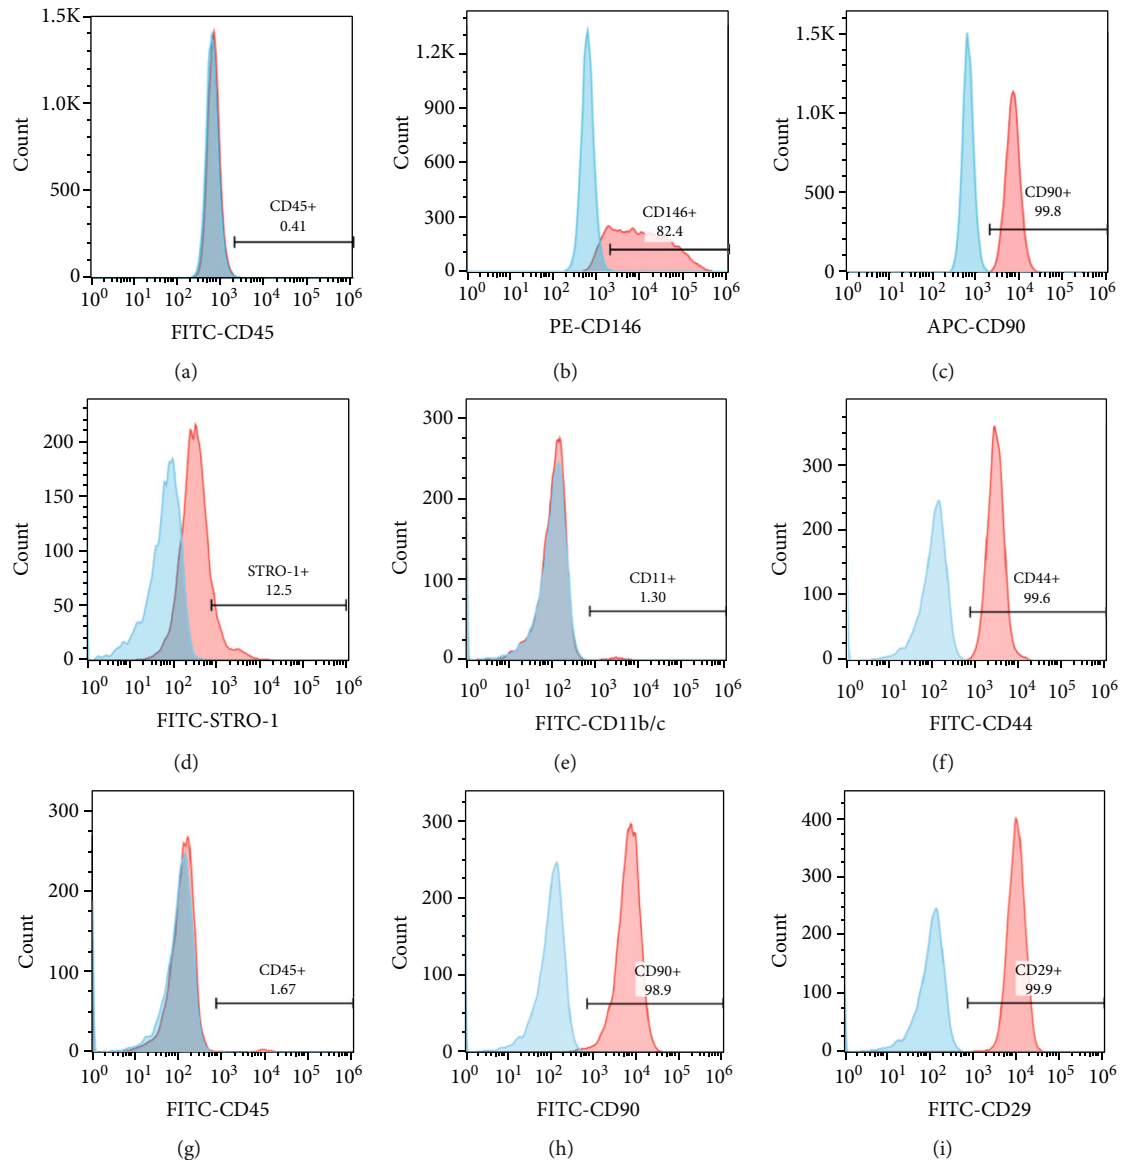 1.5K
1.0K
500
0
Count
CD45+
0.41
10^0 10^1 10^2 10^3 10^4 10^5 10^6
FITC-CD45
(a)
1.2K
900
600
300
0
Count
CD146+
82.4
10^0 10^1 10^2 10^3 10^4 10^5 10^6
PE-CD146
(b)
1.5K
1.0K
500
0
Count
CD90+
99.8
10^0 10^1 10^2 10^3 10^4 10^5 10^6
APC-CD90
(c)
200
150
100
50
0
Count
STRO-1+
12.5
10^0 10^1 10^2 10^3 10^4 10^5 10^6
FITC-STRO-1
(d)
300
200
100
0
Count
CD11+
1.30
10^0 10^1 10^2 10^3 10^4 10^5 10^6
FITC-CD11b/c
(e)
300
200
100
0
Count
CD44+
99.6
10^0 10^1 10^2 10^3 10^4 10^5 10^6
FITC-CD44
(f)
300
200
100
0
Count
CD45+
1.67
10^0 10^1 10^2 10^3 10^4 10^5 10^6
FITC-CD45
(g)
300
200
100
0
Count
CD90+
98.9
10^0 10^1 10^2 10^3 10^4 10^5 10^6
FITC-CD90
(h)
400
300
200
100
0
Count
CD29+
99.9
10^0 10^1 10^2 10^3 10^4 10^5 10^6
FITC-CD29
(i)